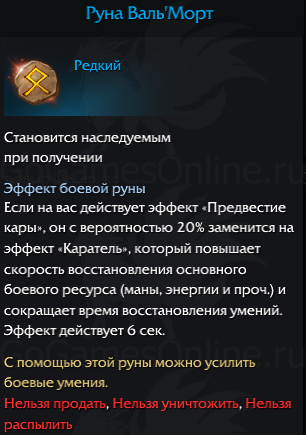 Руна Валь'Морт
Редкий
Становится наследуемым
при получении
Эффект боевой руны
Если на вас действует эффект «Предвестие
кары», он с вероятностью 20% заменится на
эффект «Каратель», который повышает
скорость восстановления основного
боевого ресурса (маны, энергии и проч.) и
сокращает время восстановления умений.
Эффект действует 6 сек.
С помощью этой руны можно усилить
боевые умения.
Нельзя продать, Нельзя уничтожить, Нельзя
распылить